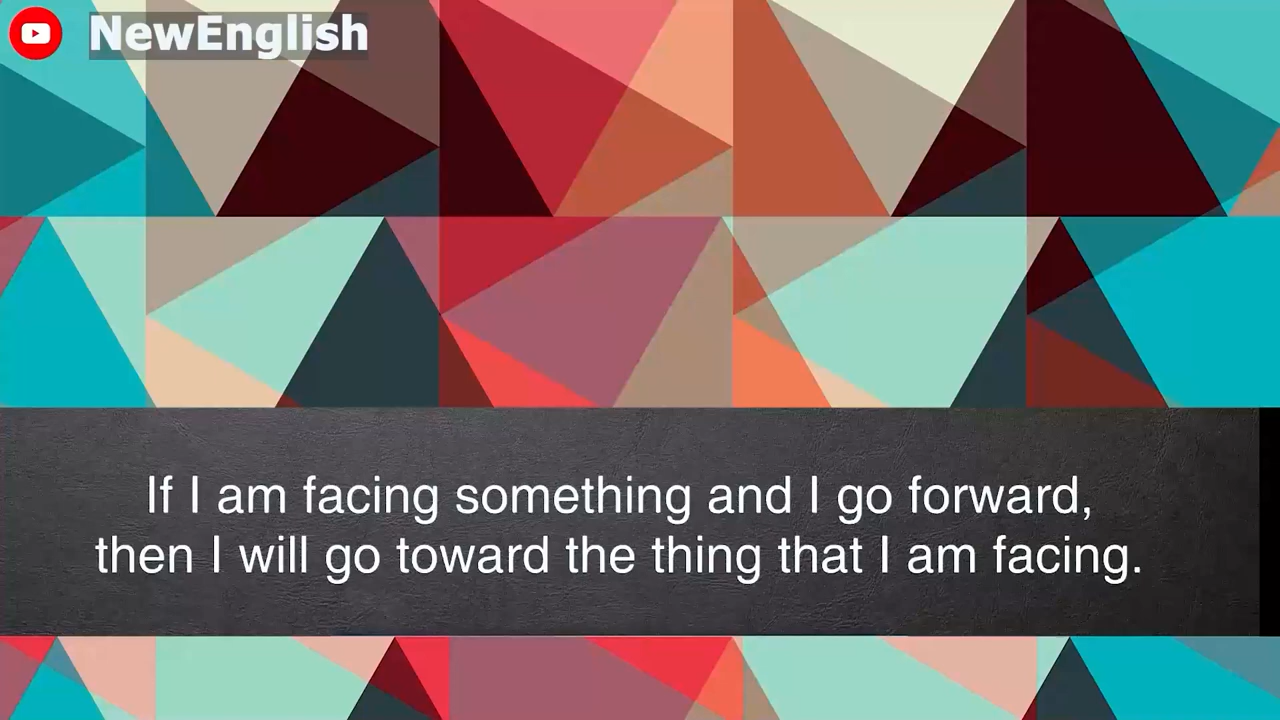 NewEnglish
If I am facing something and I go forward,
then I will go toward the thing that I am facing.